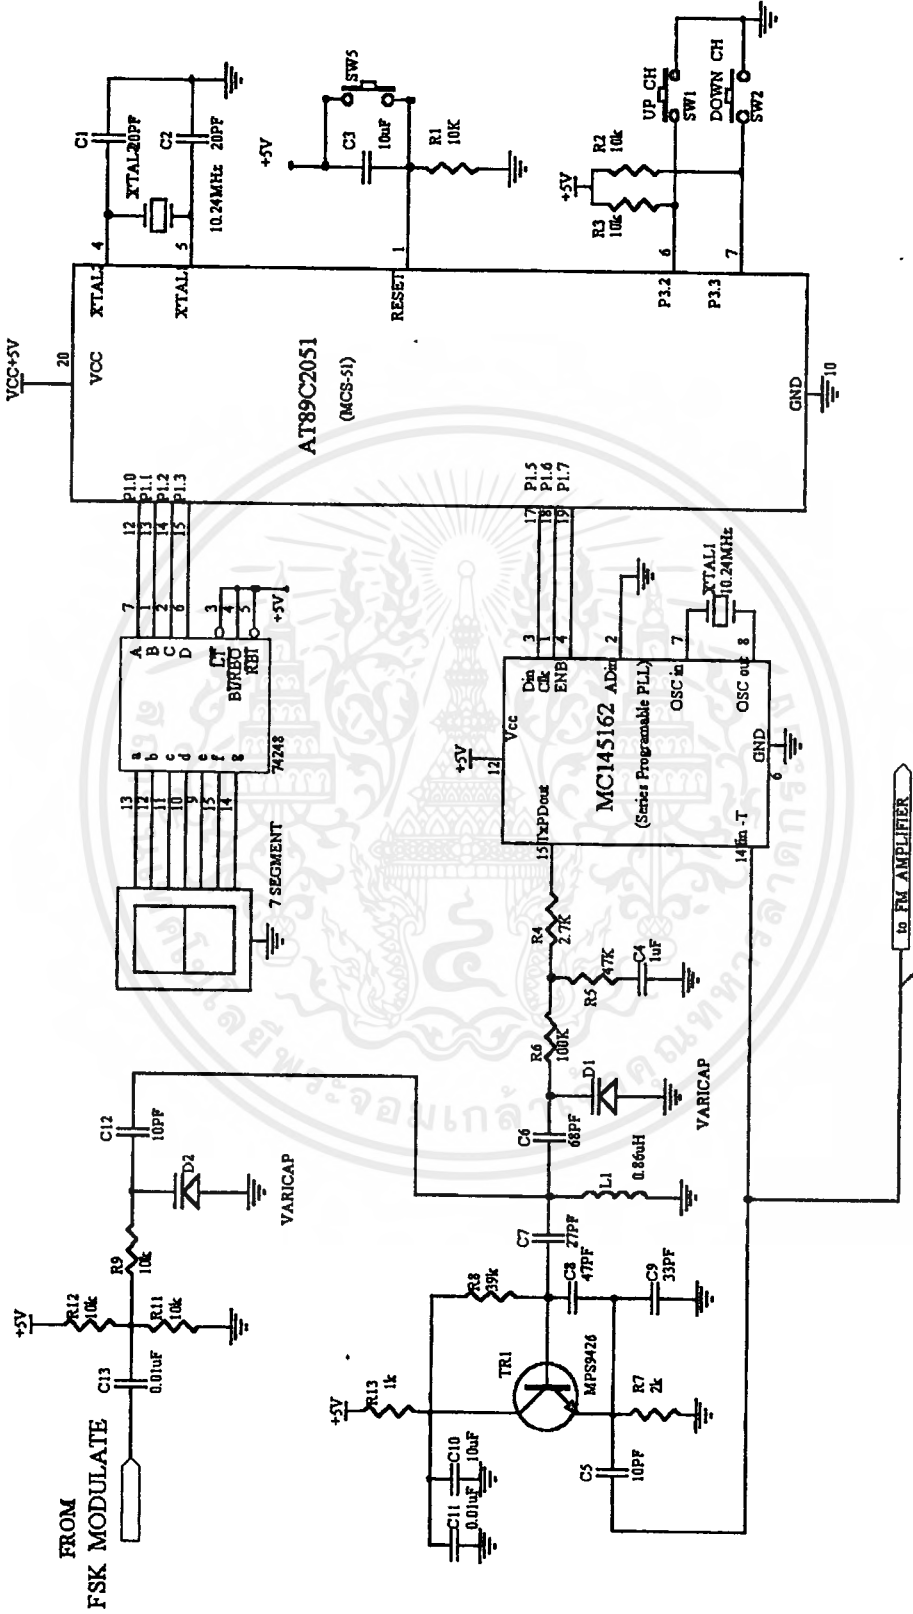 FROM
FSK MODULATE
C13
0.01uF
+5V
R12
10k
R11
10k
R9
10k
D2
VARICAP
C12
10PF
7 SEGMENT
13
12
11
10
9
15
14
a
b
c
d
e
f
g
74248
A
B
C
D
LT
BI/RBO
RBI
7
1
2
6
3
4
5
+5V
12
13
14
15
P1.0
P1.1
P1.2
P1.3
VCC+5V
20
VCC
AT89C2051
(MCS-51)
XTAL2
4
XTAL1
5
RESET
1
P3.2
6
P3.3
7
GND
10
P1.5
P1.6
P1.7
17
18
19
C1
20PF
XTAL2
C2
20PF
10.24MHz
+5V
SW5
C3
10uF
R1
10K
+5V
R2
10k
R3
10k
UP CH
SW1
DOWN CH
SW2
C11
0.01uF
C10
10uF
+5V
R13
1k
R8
39k
TR1
MPS9426
C5
10PF
R7
2k
C8
47PF
C9
33PF
C7
27PF
L1
0.86uH
C6
68PF
D1
VARICAP
R6
100K
R5
47K
C4
1uF
R4
2.7K
15
TxPDout
+5V
12
Vcc
MC145162
(Series Programable PLL)
Din
Clk
ENB
ADin
3
1
4
2
OSC in
7
OSC out
8
XTAL1
10.24MHz
GND
6
14
Fin -T
to FM AMPLIFIER